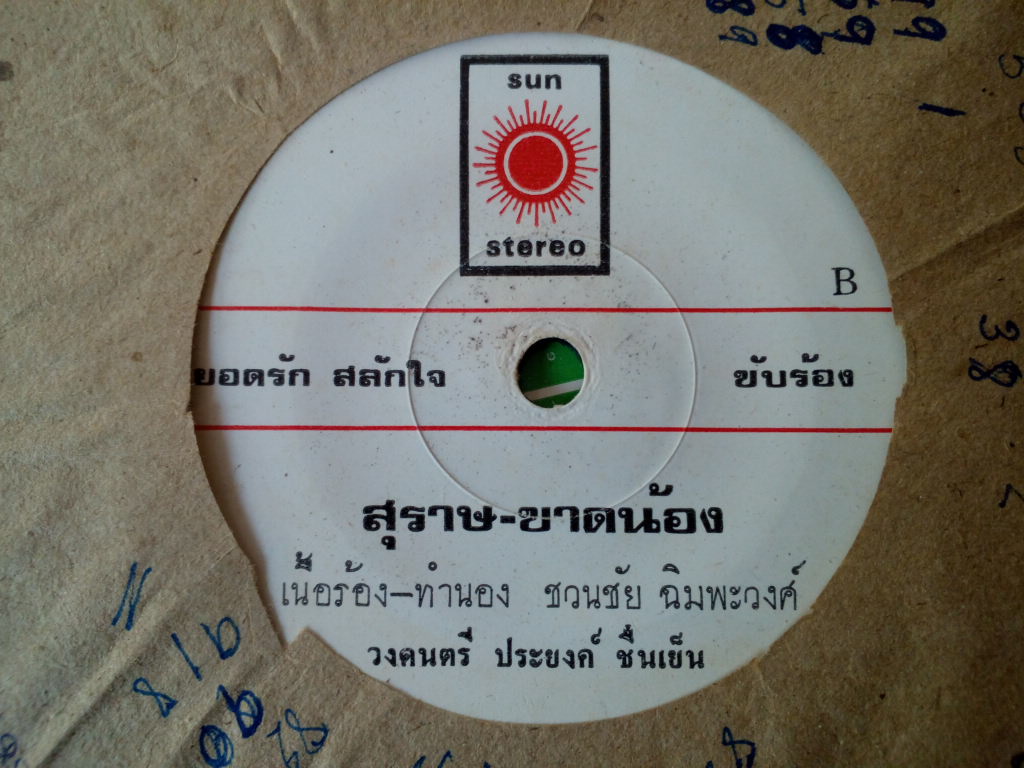 sun
stereo
B
ยอดรัก สลักใจ ขับร้อง
สุราษ-ขาดน้อง
เนื้อร้อง-ทำนอง ชวนชัย ฉิมพะวงศ์
วงดนตรี ประยงค์ ชื่นเย็น